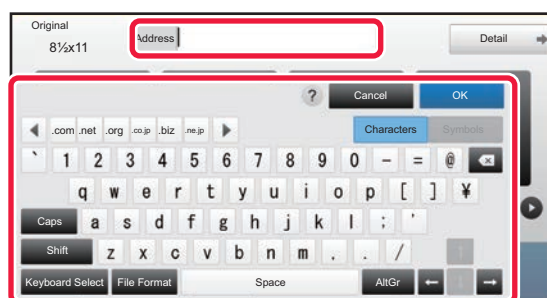 Original
8½x11
Address
Detail
?
Cancel
OK
.com .net .org .co.jp .biz .ne.jp
Characters
Symbols
` 1 2 3 4 5 6 7 8 9 0 - = @
q w e r t y u i o p [ ] ¥
Caps a s d f g h j k l ; '
Shift z x c v b n m . . /
Keyboard Select File Format Space AltGr